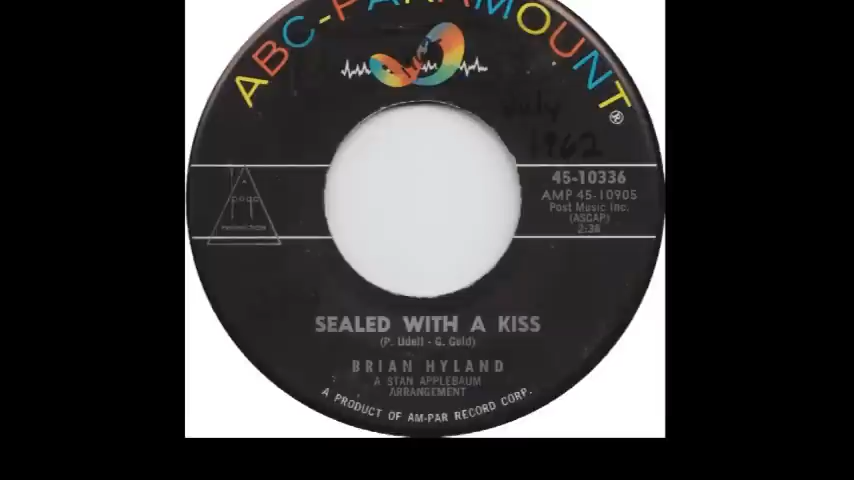 ABC-PARAMOUNT®
July
1962
45-10336
AMP 45-10905
Post Music Inc.
(ASCAP)
2:38
SEALED WITH A KISS
(P. Udell - G. Geld)
BRIAN HYLAND
A STAN APPLEBAUM
ARRANGEMENT
A PRODUCT OF AM-PAR RECORD CORP.